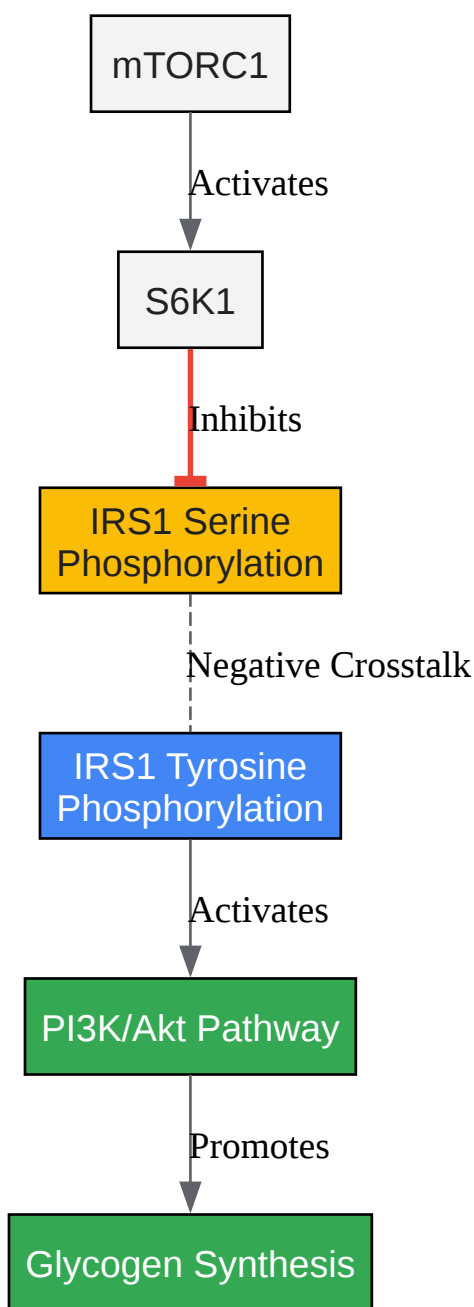 mTORC1
Activates
S6K1
Inhibits
IRS1 Serine
Phosphorylation
Negative Crosstalk
IRS1 Tyrosine
Phosphorylation
Activates
PI3K/Akt Pathway
Promotes
Glycogen Synthesis